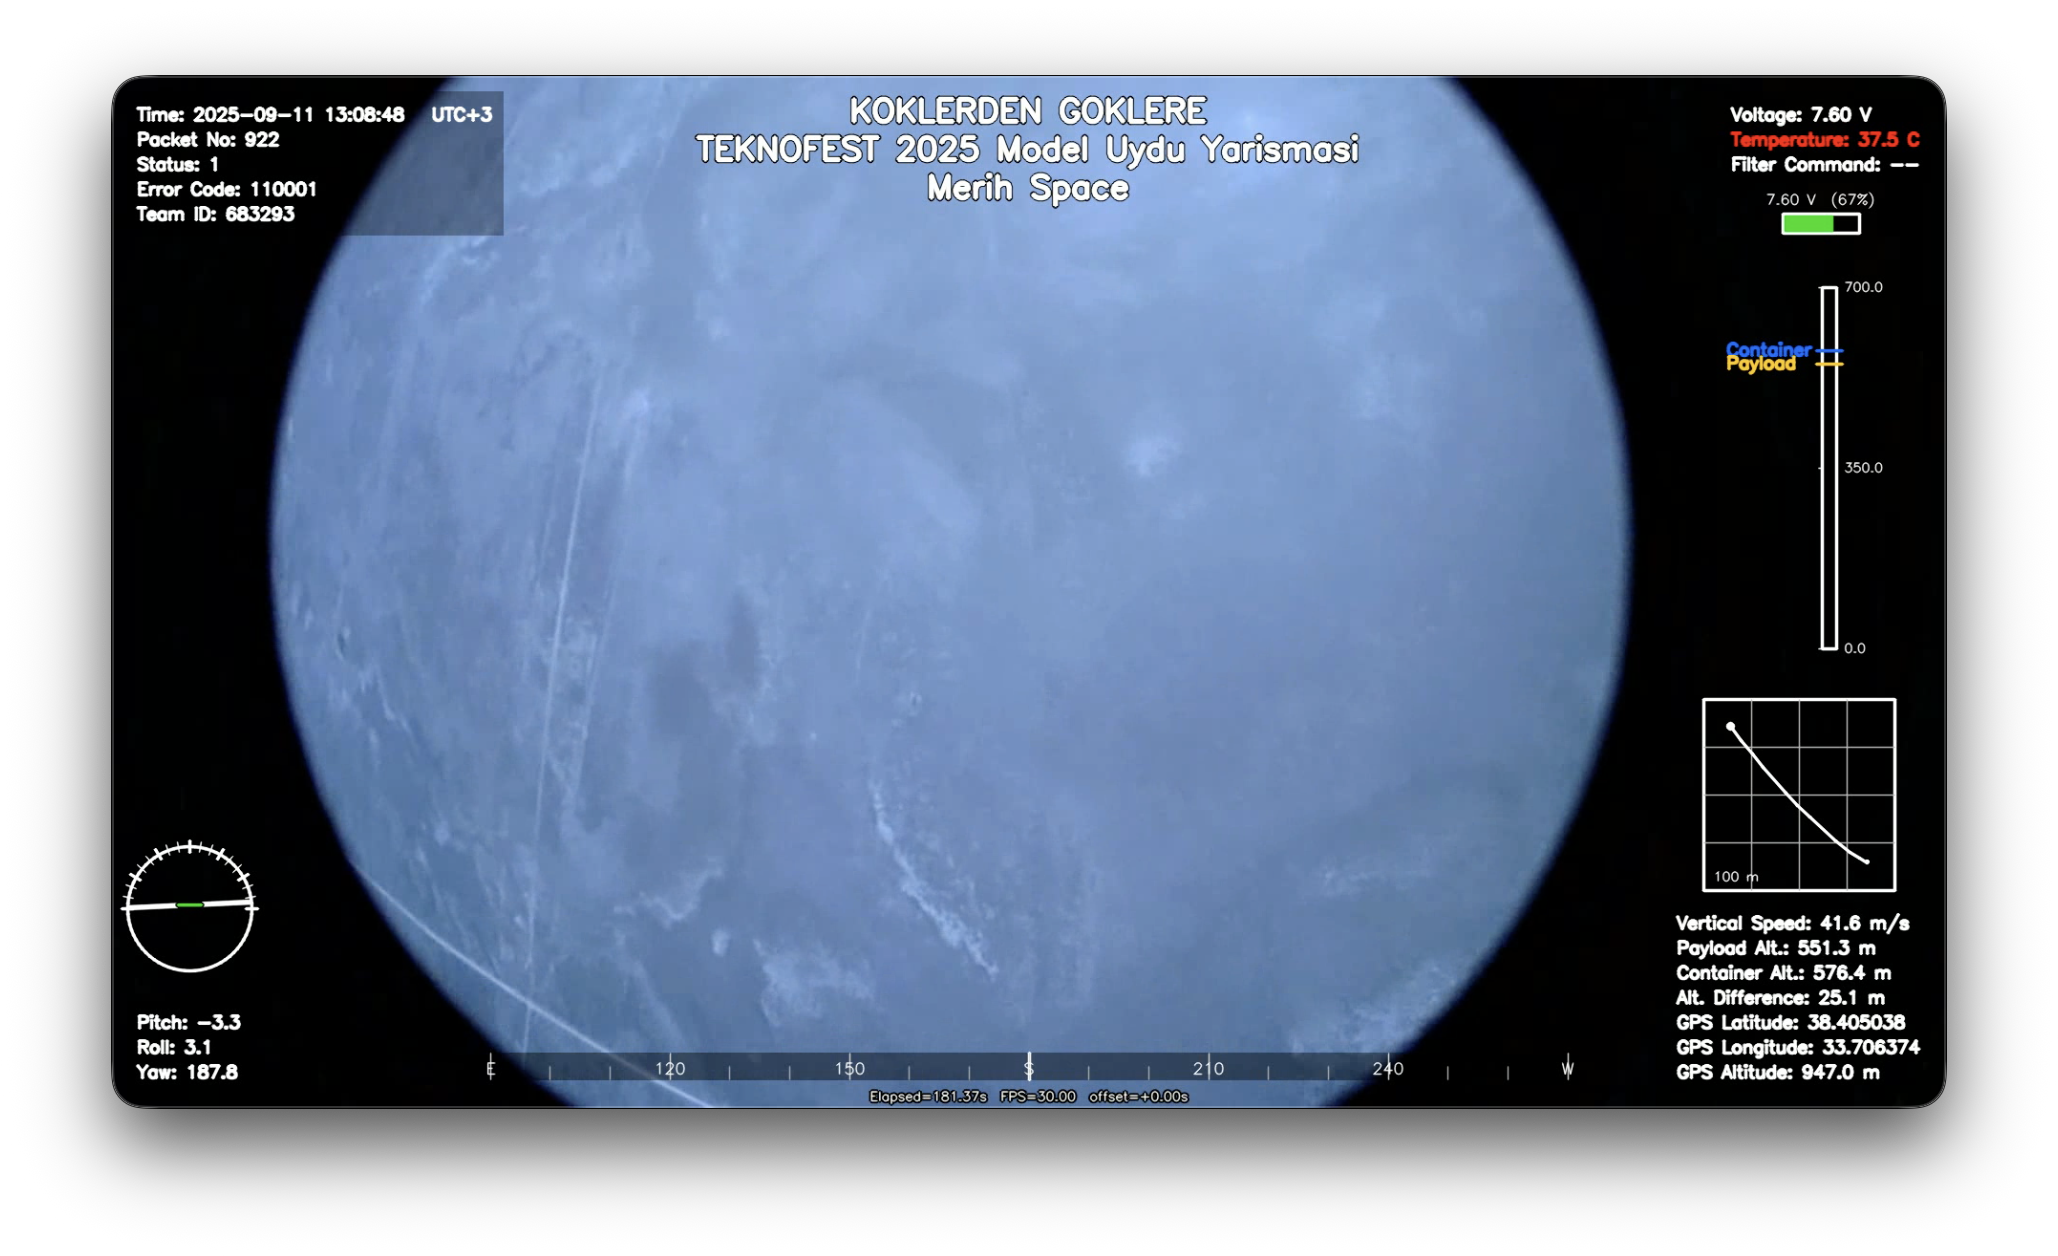 Time: 2025-09-11 13:08:48 UTC+3
Packet No: 922
Status: 1
Error Code: 110001
Team ID: 683293
KOKLERDEN GOKLERE
TEKNOFEST 2025 Model Uydu Yarismasi
Merih Space
Voltage: 7.60 V
Temperature: 37.5 C
Filter Command: --
7.60 V (67%)
700.0
Container
Payload
350.0
0.0
100 m
Pitch: -3.3
Roll: 3.1
Yaw: 187.8
E 120 150 S 210 240 W
Elapsed=181.37s FPS=30.00 offset=+0.00s
Vertical Speed: 41.6 m/s
Payload Alt.: 551.3 m
Container Alt.: 576.4 m
Alt. Difference: 25.1 m
GPS Latitude: 38.405038
GPS Longitude: 33.706374
GPS Altitude: 947.0 m